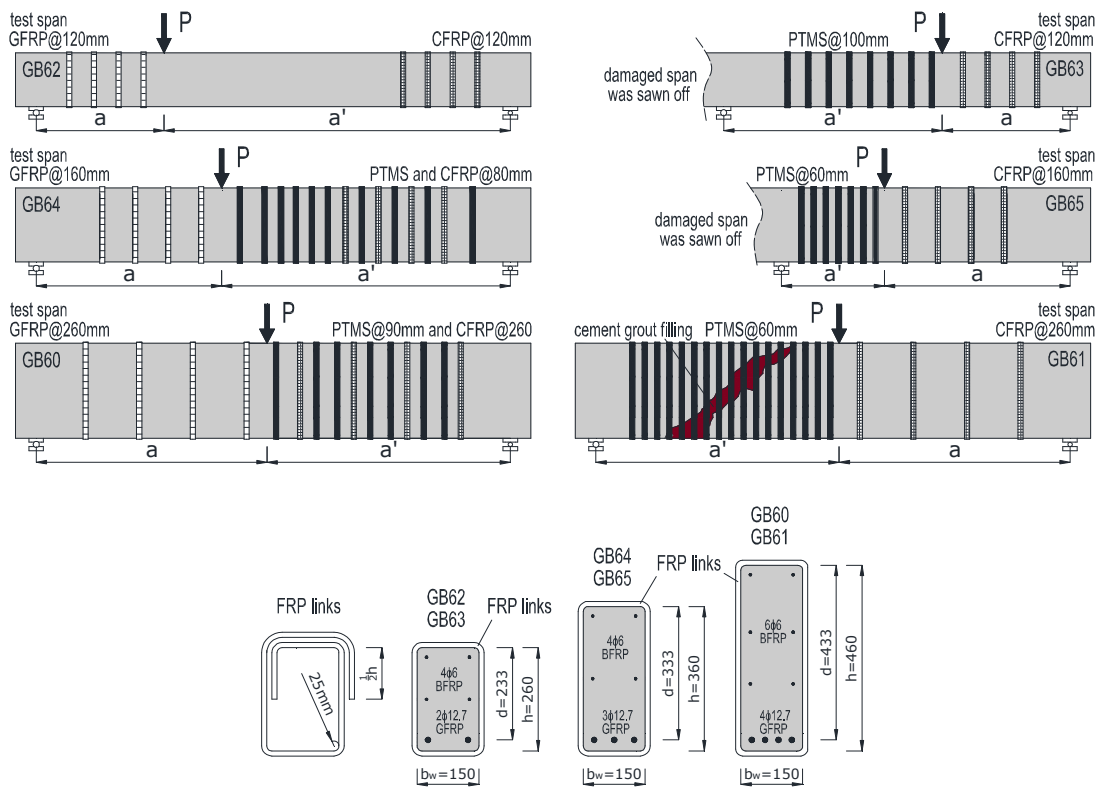 test span
GFRP@120mm
P
CFRP@120mm
GB62
a
a'
test span
PTMS@100mm
P
CFRP@120mm
damaged span
was sawn off
GB63
a'
a
test span
GFRP@160mm
P
PTMS and CFRP@80mm
GB64
a
a'
test span
PTMS@60mm
P
CFRP@160mm
damaged span
was sawn off
GB65
a'
a
test span
GFRP@260mm
P
PTMS@90mm and CFRP@260
GB60
a
a'
test span
cement grout filling
PTMS@60mm
P
CFRP@260mm
GB61
a'
a
FRP links
½h
25mm
GB62
GB63
FRP links
4ϕ6
BFRP
2ϕ12.7
GFRP
d=233
h=260
bw=150
GB64
GB65
FRP links
4ϕ6
BFRP
3ϕ12.7
GFRP
d=333
h=360
bw=150
GB60
GB61
6ϕ6
BFRP
4ϕ12.7
GFRP
d=433
h=460
bw=150